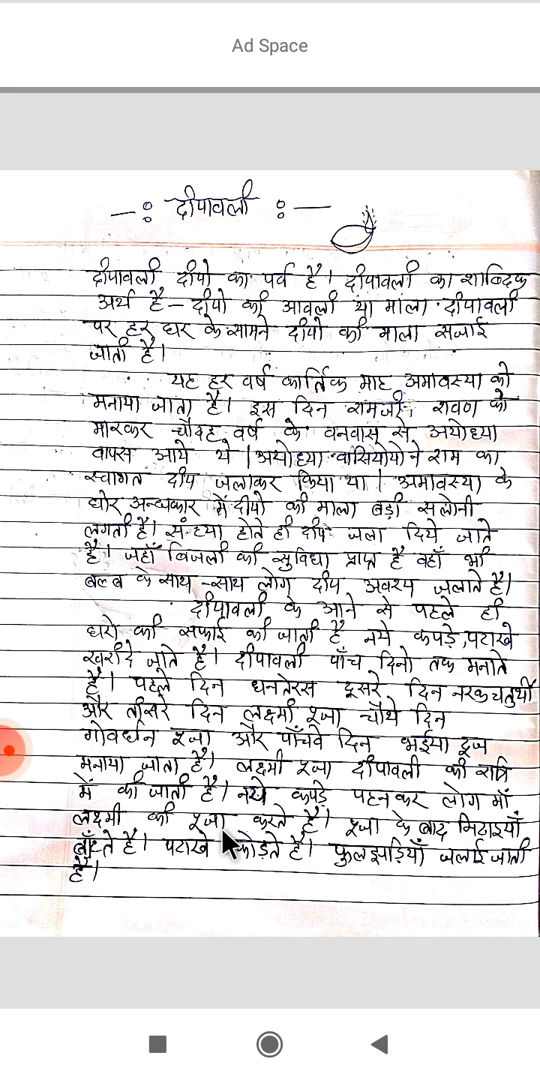 Ad Space
—: दीपावली :—
दीपावली दीपो का पर्व है। दीपावली का शाब्दिक
अर्थ है – दीपो की आवली या माला। दीपावली
पर हर घर के सामने दीपो की माला सजाई
जाती है।
यह हर वर्ष कार्तिक माह अमावस्या को
मनाया जाता है। इस दिन रामजी, रावण को
मारकर चौदह वर्ष के वनवास से अयोध्या
वापस आये थे। अयोध्या वासियोयो ने राम का
स्वागत दीप जलाकर किया था। अमावस्या के
घोर अन्धकार में दीपो की माला बड़ी सलोनी
लगती है। संध्या होते ही दीप जला दिये जाते
है। जहाँ बिजली की सुविधा प्राप्त है वहाँ भी
बल्ब के साथ -साथ लोग दीप अवश्य जलाते है।
दीपावली के आने से पहले ही
घरो की सफाई की जाती है नये कपड़े, पटाखे
खरीदे जाते है। दीपावली पाँच दिनो तक मनाते
है। पहले दिन धनतेरस दूसरे दिन नरक चतुर्थी
और तीसरे दिन लक्ष्मी पूजा चौथे दिन
गोवर्धन पूजा और पाँचवे दिन भईया दूज
मनाया जाता है। लक्ष्मी पूजा दीपावली की रात्रि
में की जाती है। नये कपड़े पहनकर लोग माँ
लक्ष्मी की पूजा करते है। पूजा के बाद मिठाइयाँ
बाँटते है। पटाखे फोड़ते है। फुलझड़ियाँ जलाई जाती
है।